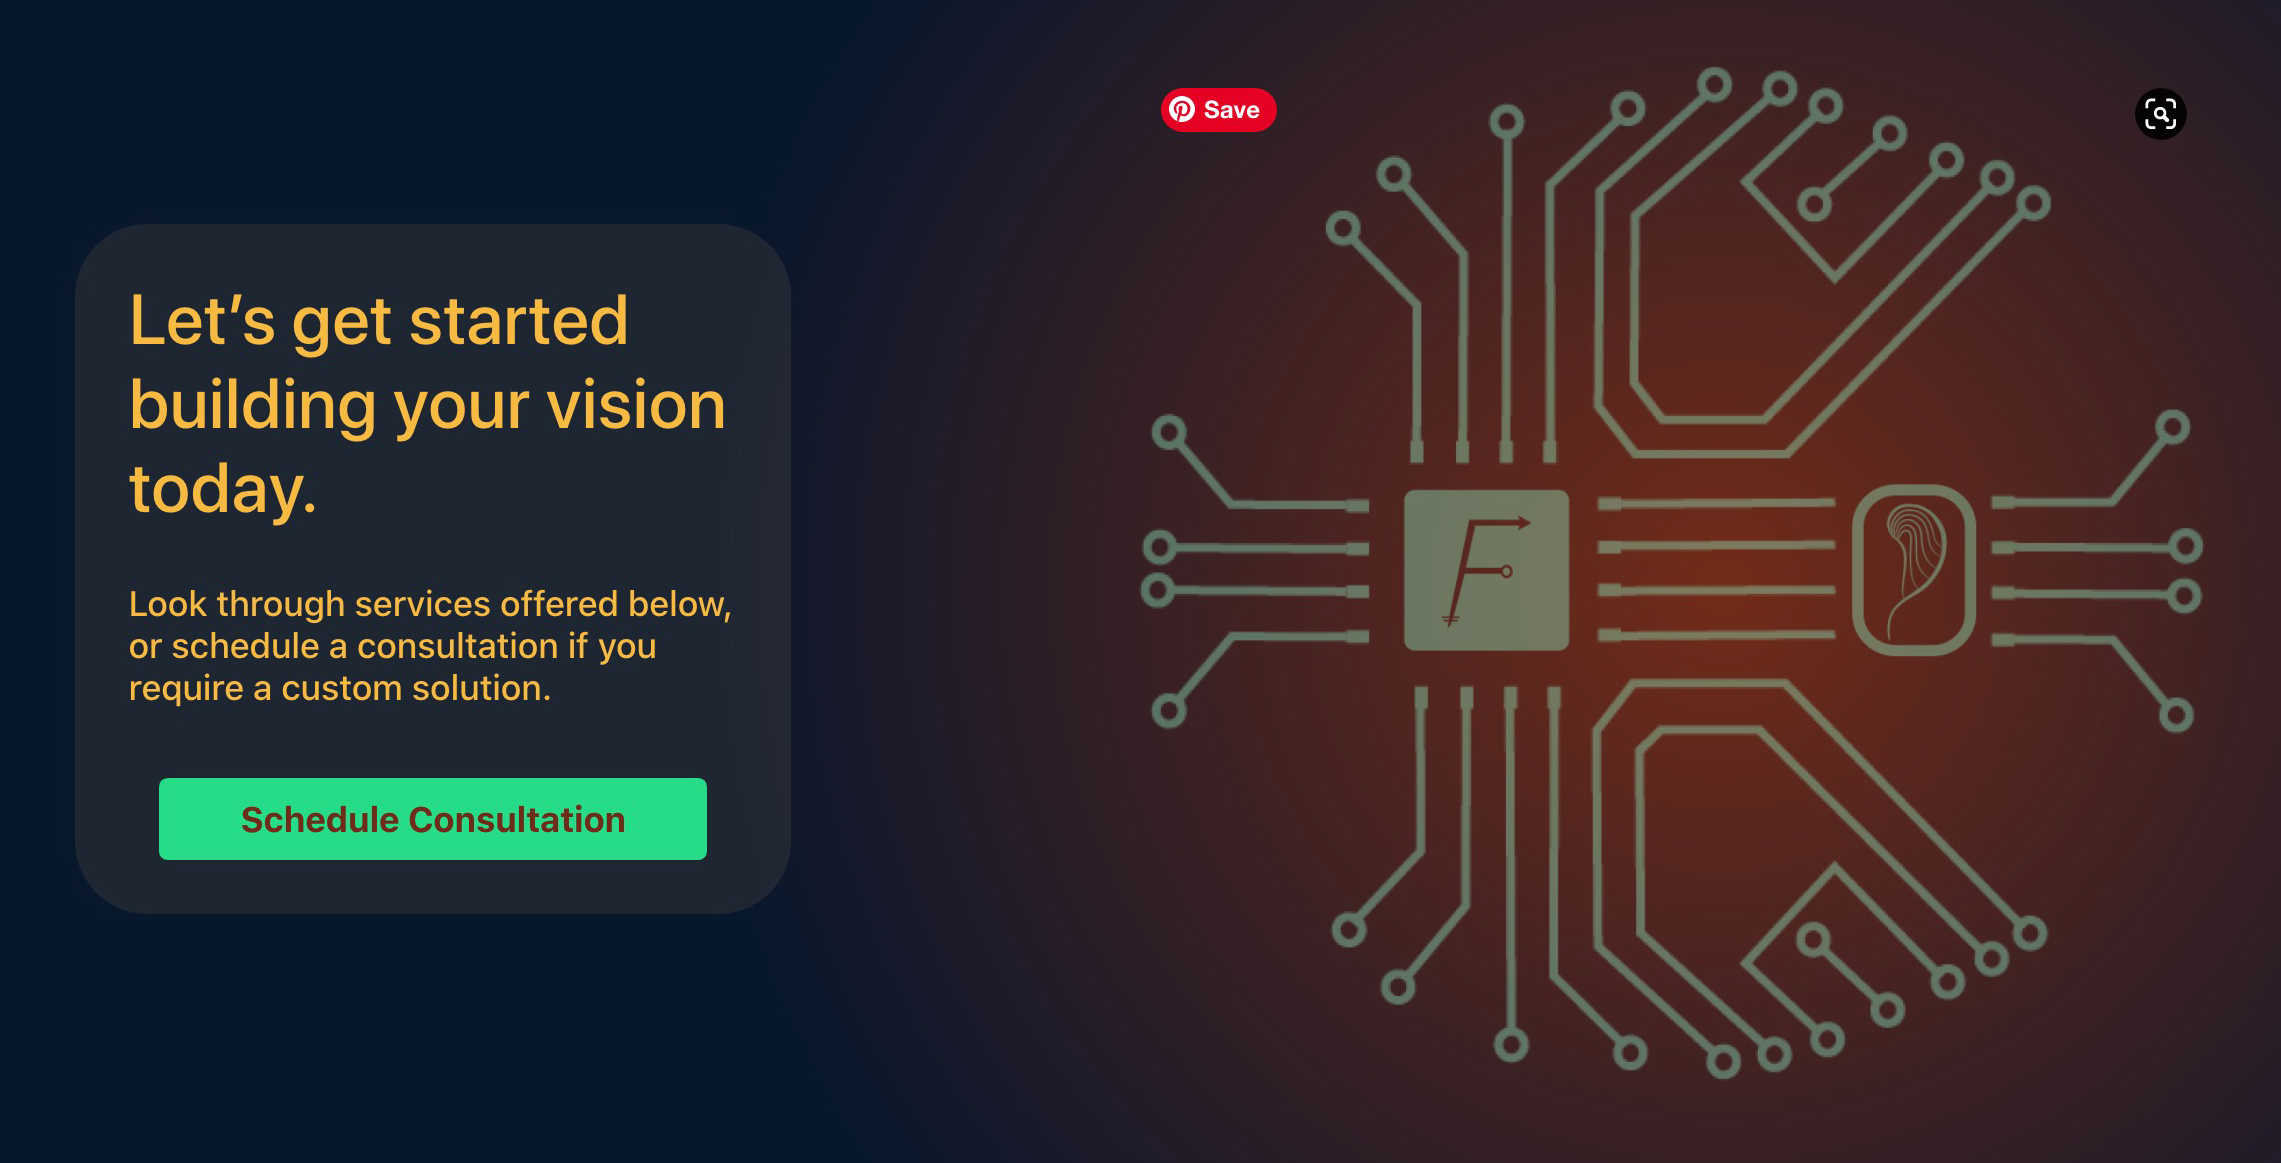 Save
Let’s get started
building your vision
today.
Look through services offered below,
or schedule a consultation if you
require a custom solution.
Schedule Consultation
F